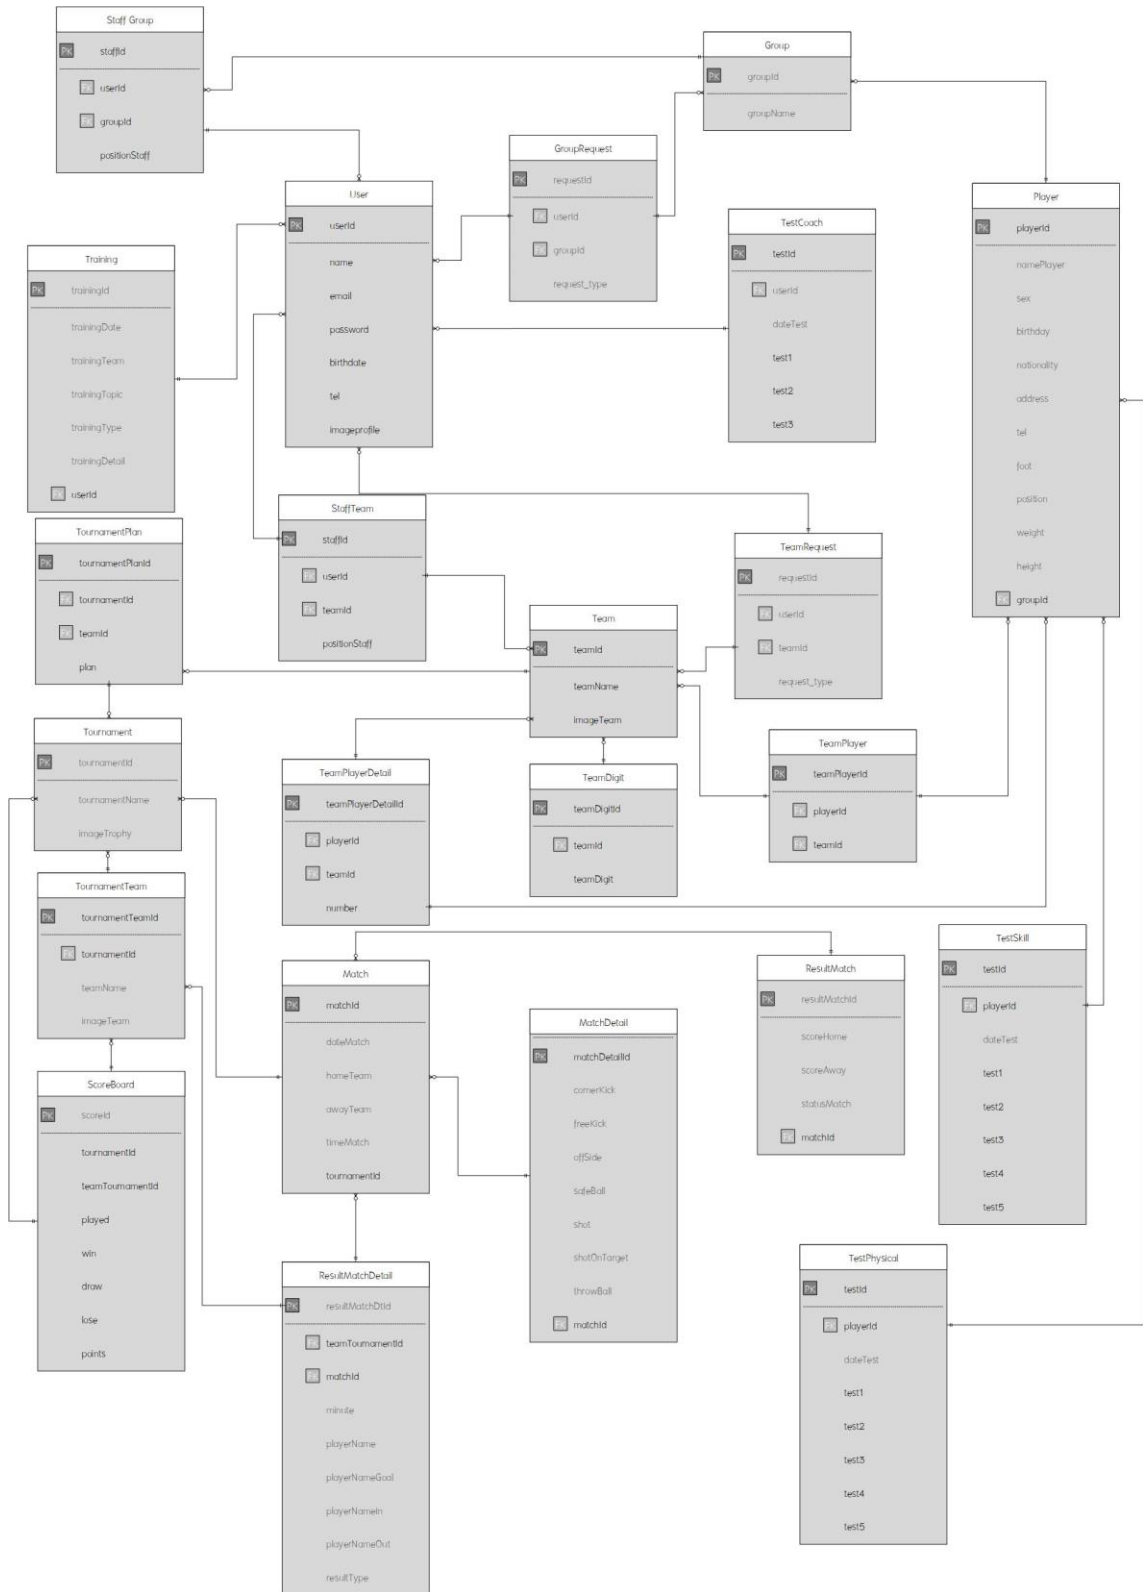 Staff Group
PK staffId
FK userId
FK groupId
positionStaff
Group
PK groupId
groupName
GroupRequest
PK requestId
FK userId
FK groupId
request_type
User
PK userId
name
email
password
birthdate
tel
imageprofile
TestCoach
PK testId
FK userId
dateTest
test1
test2
test3
Player
PK playerId
namePlayer
sex
birthday
nationality
address
tel
foot
position
weight
height
FK groupId
Training
PK trainingId
trainingDate
trainingTeam
trainingTopic
trainingType
trainingDetail
FK userId
StaffTeam
PK staffId
FK userId
FK teamId
positionStaff
TournamentPlan
PK tournamentPlanId
FK tournamentId
FK teamId
plan
TeamRequest
PK requestId
FK userId
FK teamId
request_type
Team
PK teamId
teamName
imageTeam
Tournament
PK tournamentId
tournamentName
imageTrophy
TeamPlayerDetail
PK teamPlayerDetailId
FK playerId
FK teamId
number
TeamDigit
PK teamDigitId
FK teamId
teamDigit
TeamPlayer
PK teamPlayerId
FK playerId
FK teamId
TournamentTeam
PK tournamentTeamId
FK tournamentId
teamName
imageTeam
Match
PK matchId
dateMatch
homeTeam
awayTeam
timeMatch
tournamentId
ResultMatch
PK resultMatchId
scoreHome
scoreAway
statusMatch
FK matchId
TestSkill
PK testId
FK playerId
dateTest
test1
test2
test3
test4
test5
MatchDetail
PK matchDetailId
cornerKick
freeKick
offSide
safeBall
shot
shotOnTarget
throwBall
FK matchId
ScoreBoard
PK scoreId
tournamentId
teamTournamentId
played
win
draw
lose
points
ResultMatchDetail
PK resultMatchDtId
FK teamTournamentId
FK matchId
minute
playerName
playerNameGoal
playerNameIn
playerNameOut
resultType
TestPhysical
PK testId
FK playerId
dateTest
test1
test2
test3
test4
test5